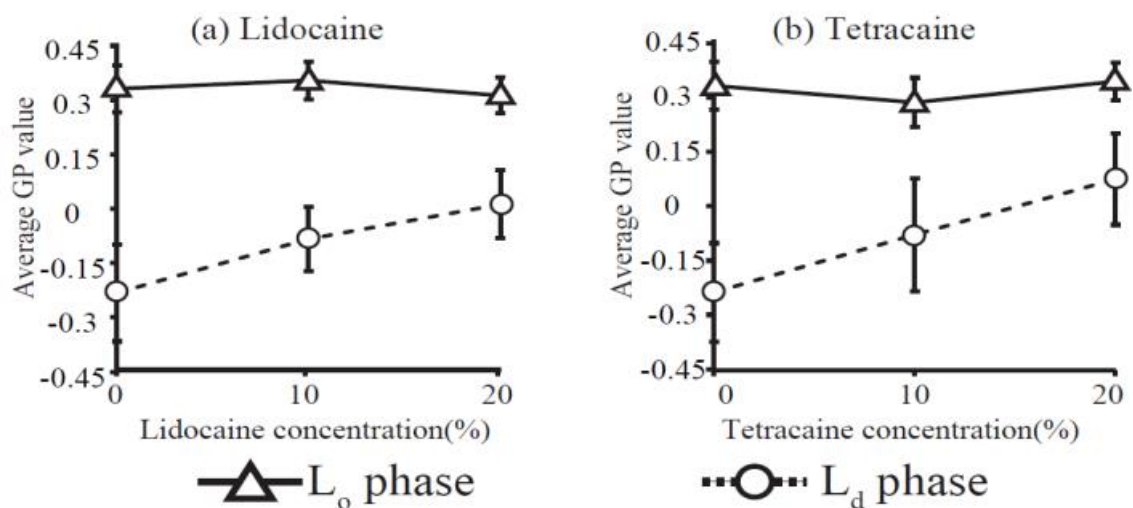 (a) Lidocaine
Average GP value
0.45
0.3
0.15
0
-0.15
-0.3
-0.45
0
10
20
Lidocaine concentration(%)
(b) Tetracaine
Average GP value
0.45
0.3
0.15
0
-0.15
-0.3
-0.45
0
10
20
Tetracaine concentration(%)
Lo phase
Ld phase